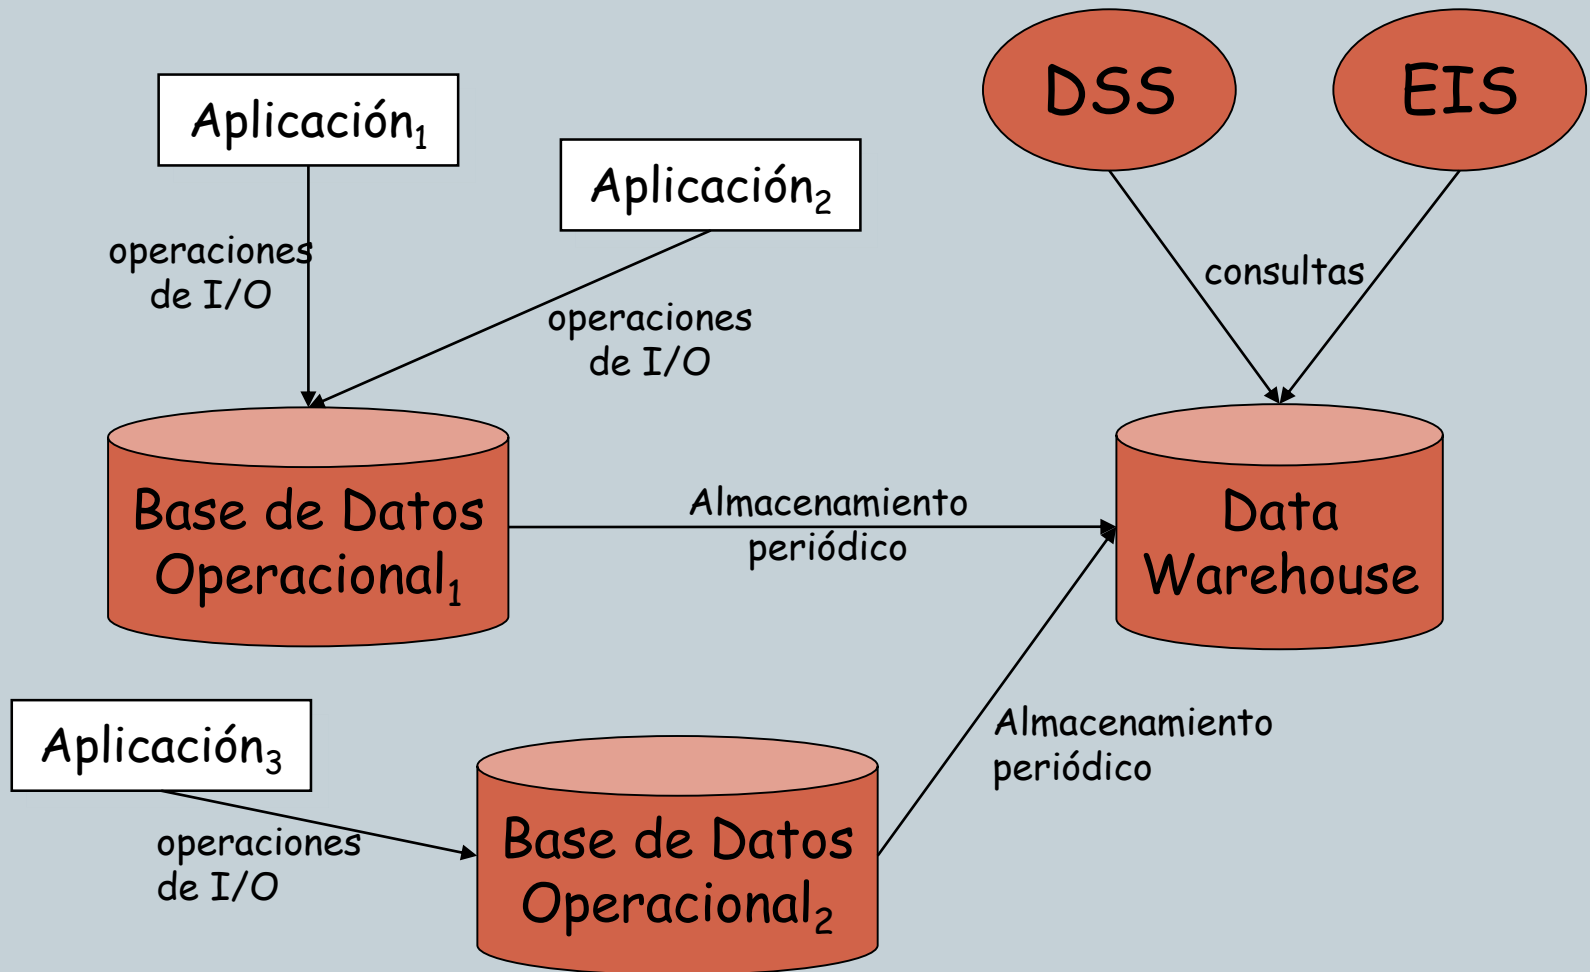 DSS
EIS
Aplicación₁
Aplicación₂
operaciones
de I/O
operaciones
de I/O
consultas
Base de Datos
Operacional₁
Almacenamiento
periódico
Data
Warehouse
Aplicación₃
operaciones
de I/O
Base de Datos
Operacional₂
Almacenamiento
periódico